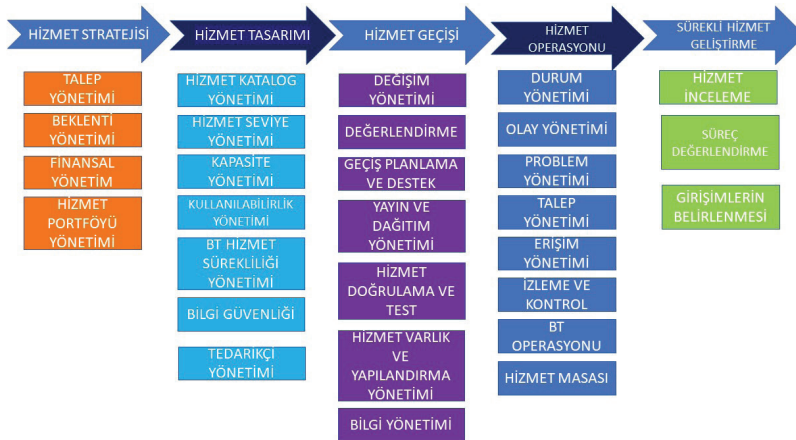 HİZMET STRATEJİSİ
HİZMET TASARIMI
HİZMET GEÇİŞİ
HİZMET
OPERASYONU
SÜREKLİ HİZMET
GELİŞTİRME
TALEP
YÖNETİMİ
BEKLENTİ
YÖNETİMİ
FİNANSAL
YÖNETİM
HİZMET
PORTFÖYÜ
YÖNETİMİ
HİZMET KATALOG
YÖNETİMİ
HİZMET SEVİYE
YÖNETİMİ
KAPASİTE
YÖNETİMİ
KULLANILABİLİRLİK
YÖNETİMİ
BT HİZMET
SÜREKLİLİĞİ
YÖNETİMİ
BİLGİ GÜVENLİĞİ
TEDARİKÇİ
YÖNETİMİ
DEĞİŞİM
YÖNETİMİ
DEĞERLENDİRME
GEÇİŞ PLANLAMA
VE DESTEK
YAYIN VE
DAĞITIM
YÖNETİMİ
HİZMET
DOĞRULAMA VE
TEST
HİZMET VARLIK
VE
YAPILANDIRMA
YÖNETİMİ
BİLGİ YÖNETİMİ
DURUM
YÖNETİMİ
OLAY YÖNETİMİ
PROBLEM
YÖNETİMİ
TALEP
YÖNETİMİ
ERİŞİM
YÖNETİMİ
İZLEME VE
KONTROL
BT
OPERASYONU
HİZMET MASASI
HİZMET
İNCELEME
SÜREÇ
DEĞERLENDİRME
GİRİŞİMLERİN
BELİRLENMESİ